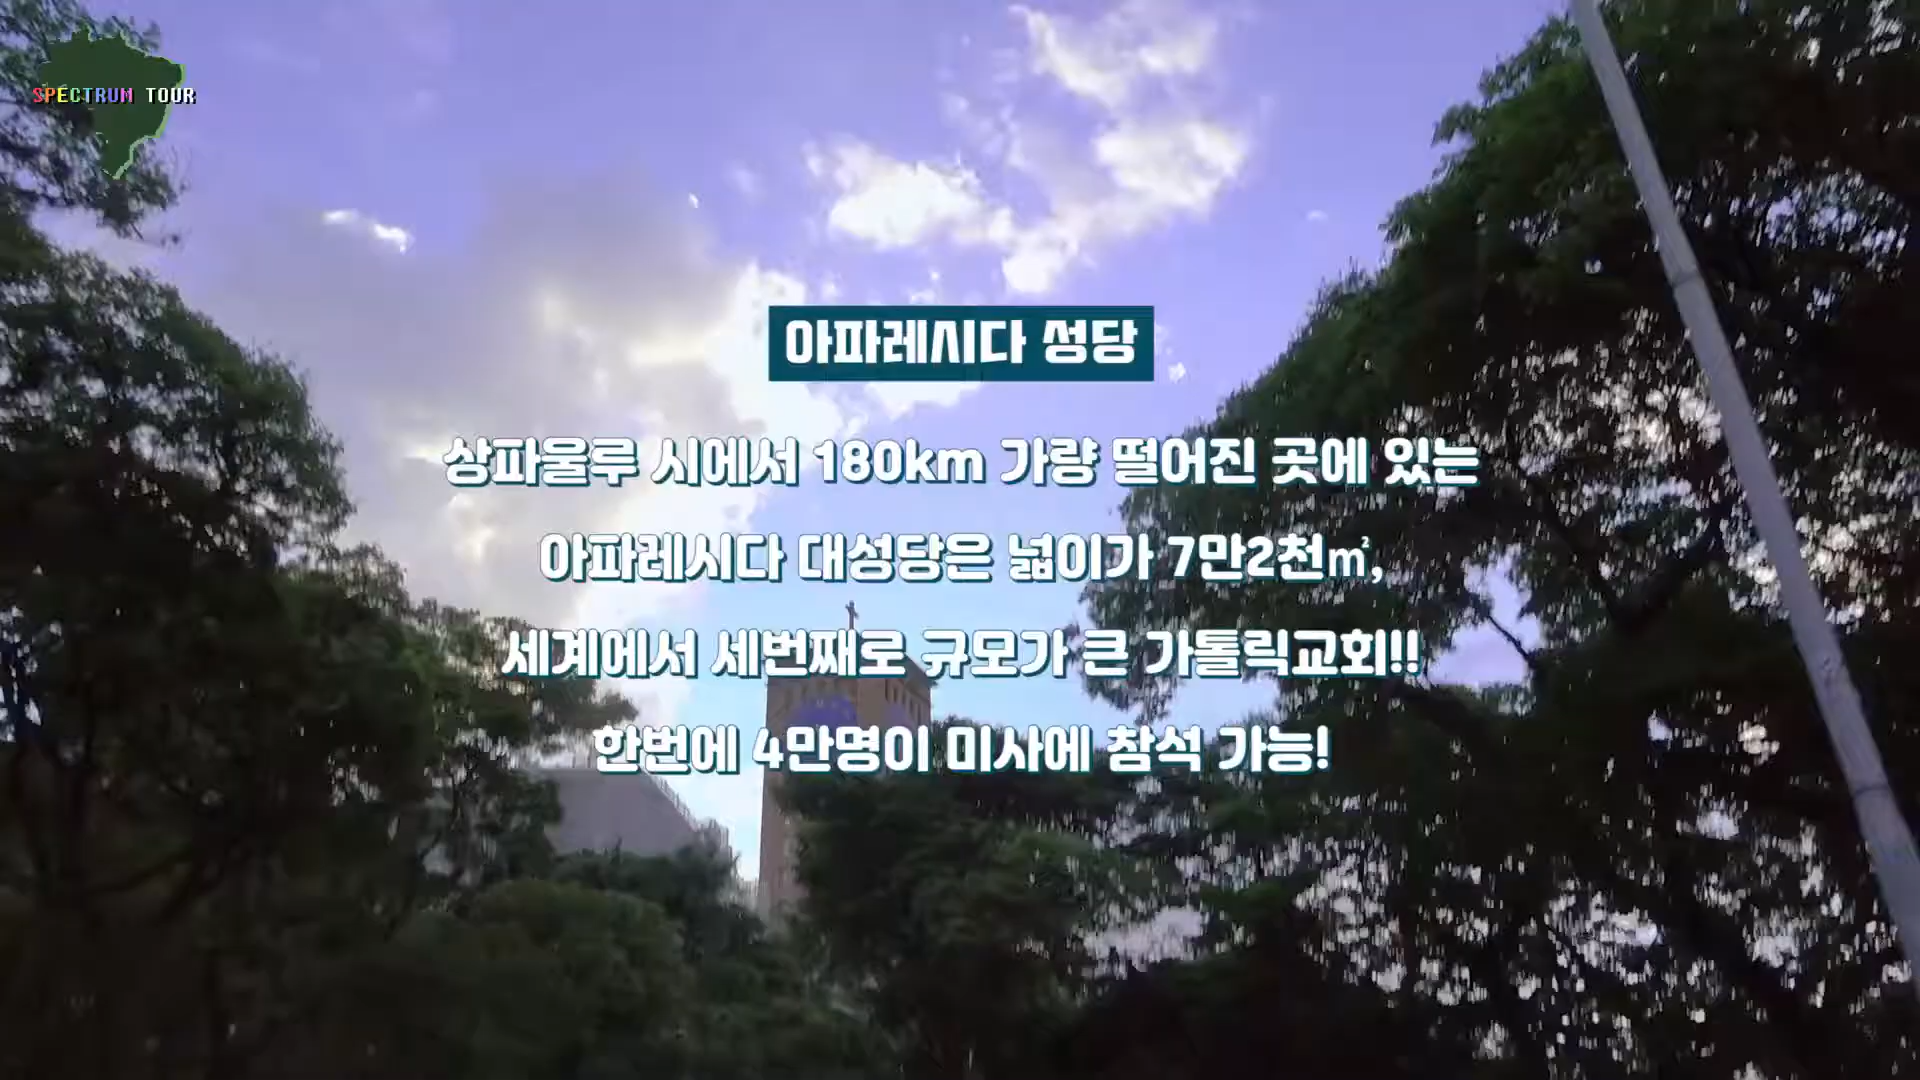 SPECTRUM TOUR
아파레시다 성당
상파울루 시에서 180km 가량 떨어진 곳에 있는
아파레시다 대성당은 넓이가 7만2천㎡,
세계에서 세번째로 규모가 큰 가톨릭교회!!
한번에 4만명이 미사에 참석 가능!